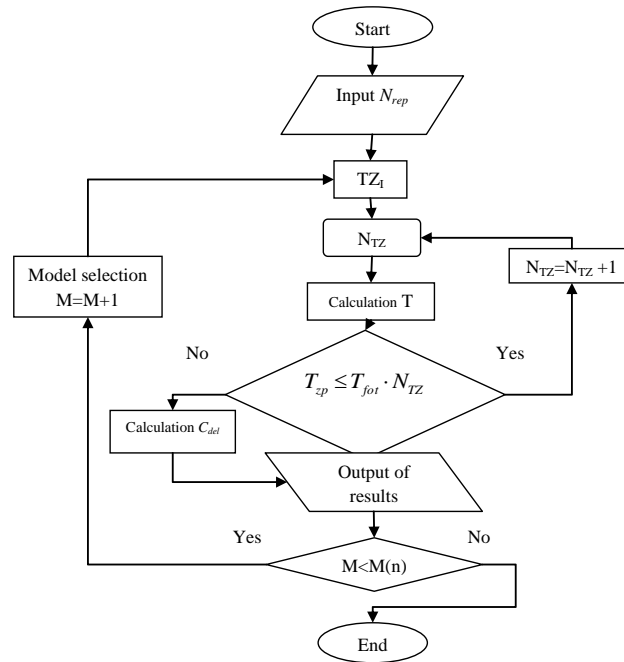 Start
Input N_rep
TZ_I
N_TZ
Model selection
M=M+1
N_TZ=N_TZ +1
Calculation T
No
Yes
T_zp ≤ T_fot · N_TZ
Calculation C_del
Output of
results
Yes
No
M<M(n)
End